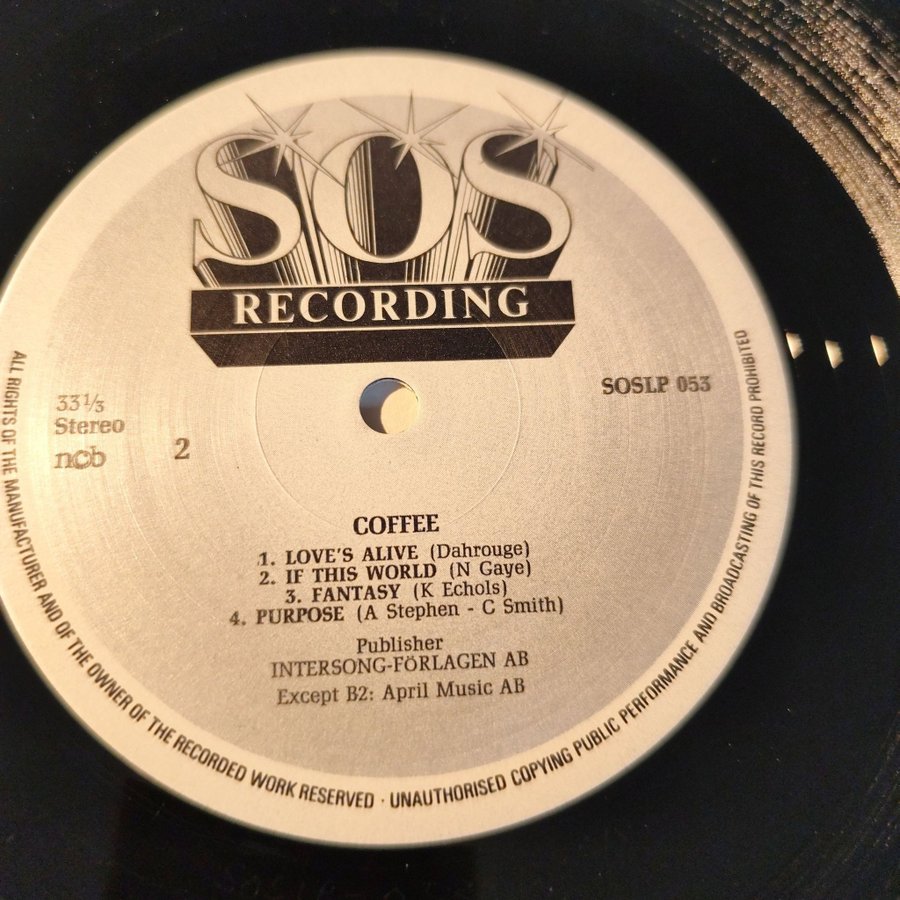 SOS
RECORDING
33⅓
Stereo
ncb
2
SOSLP 053
COFFEE
1. LOVE'S ALIVE (Dahrouge)
2. IF THIS WORLD (N Gaye)
3. FANTASY (K Echols)
4. PURPOSE (A Stephen - C Smith)
Publisher
INTERSONG-FÖRLAGEN AB
Except B2: April Music AB
ALL RIGHTS OF THE MANUFACTURER AND OF THE OWNER OF THE RECORDED WORK RESERVED · UNAUTHORISED COPYING PUBLIC PERFORMANCE AND BROADCASTING OF THIS RECORD PROHIBITED